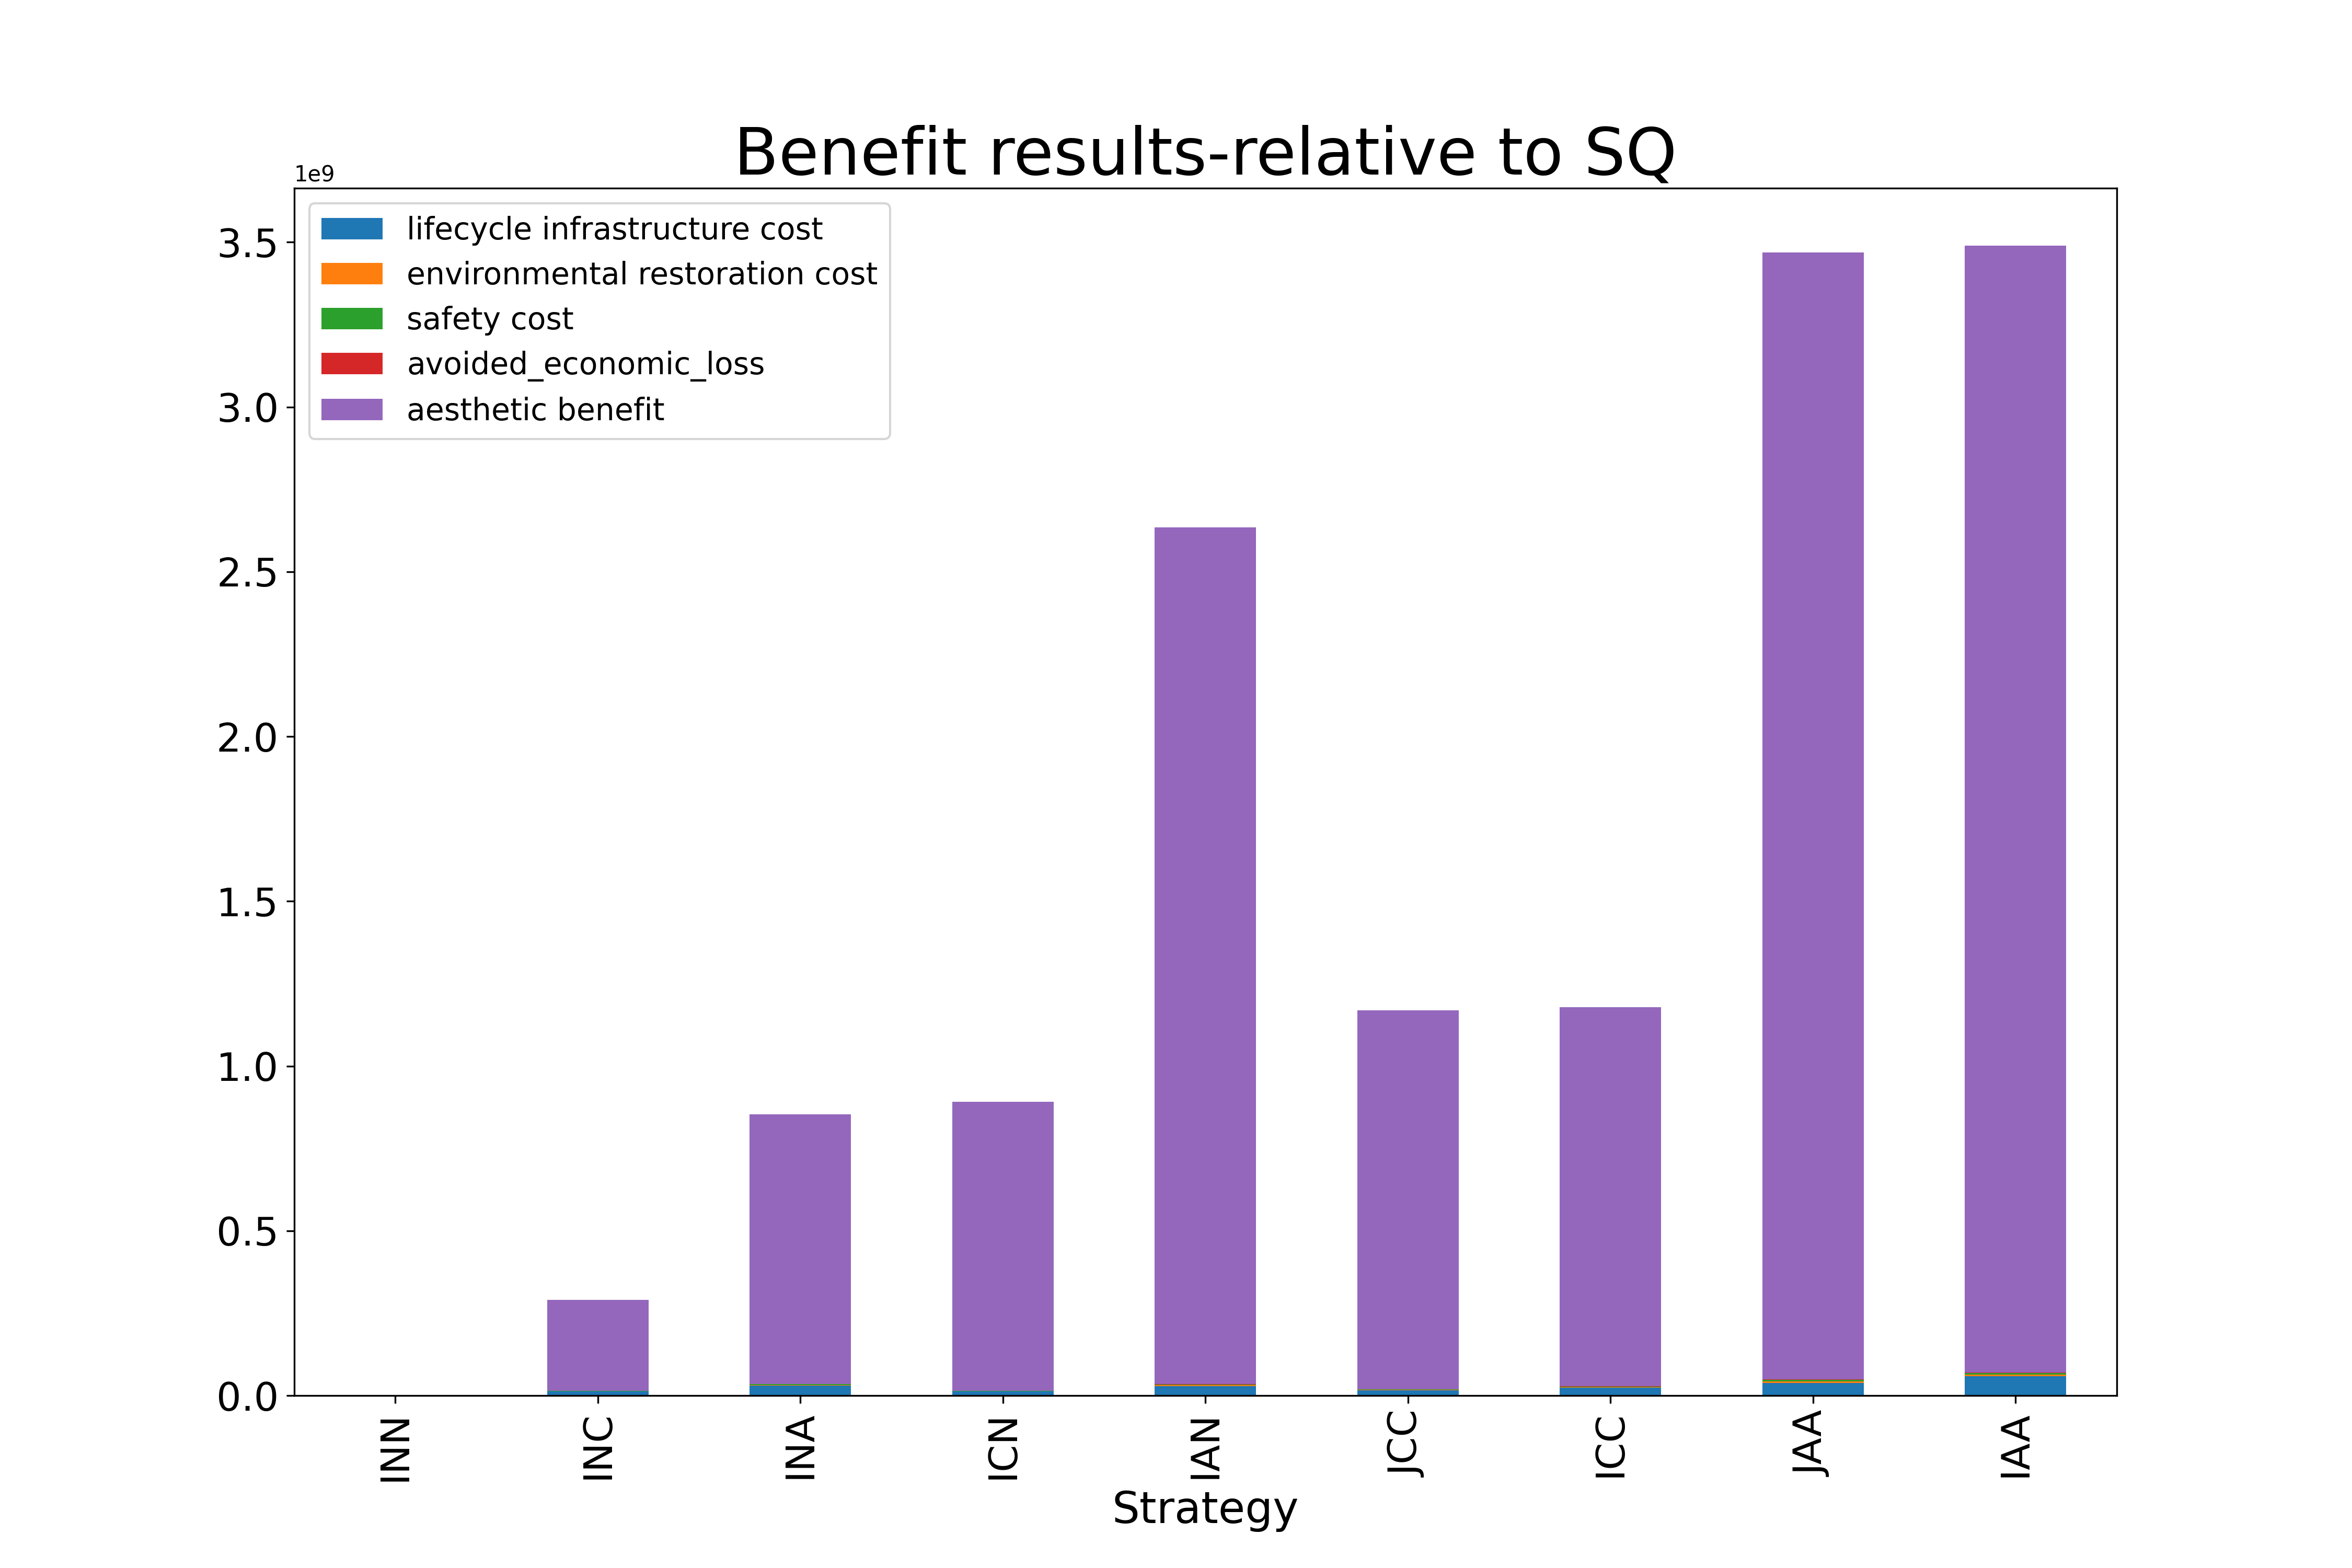 Benefit results-relative to SQ
1e9
lifecycle infrastructure cost
environmental restoration cost
safety cost
avoided_economic_loss
aesthetic benefit
3.5
3.0
2.5
2.0
1.5
1.0
0.5
0.0
INN
INC
INA
ICN
IAN
JCC
ICC
JAA
IAA
Strategy